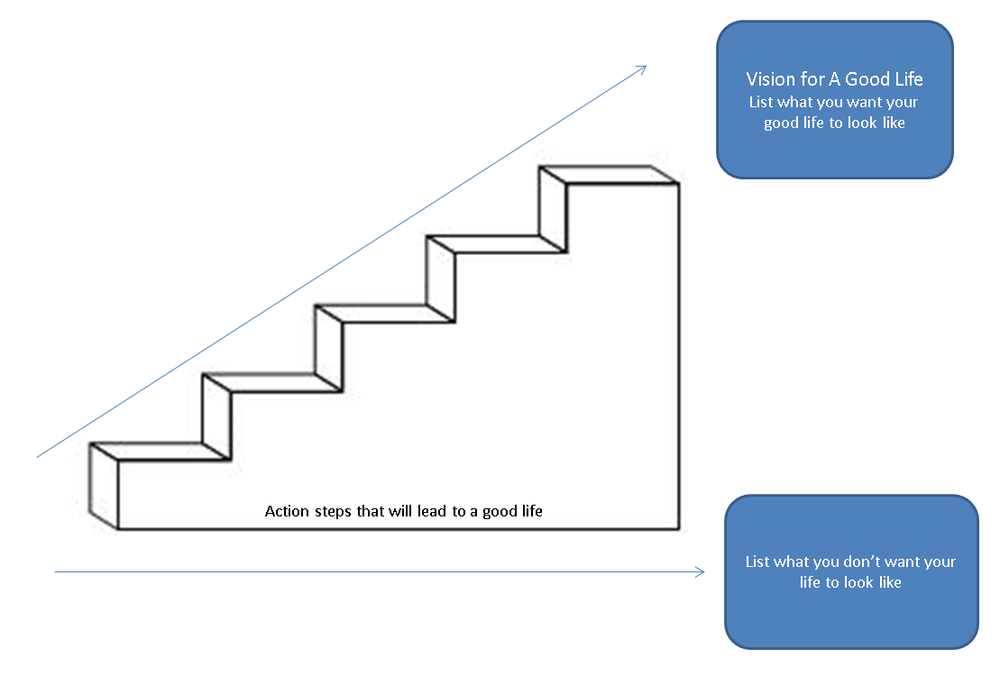 Vision for A Good Life
List what you want your
good life to look like
Action steps that will lead to a good life
List what you don’t want your
life to look like